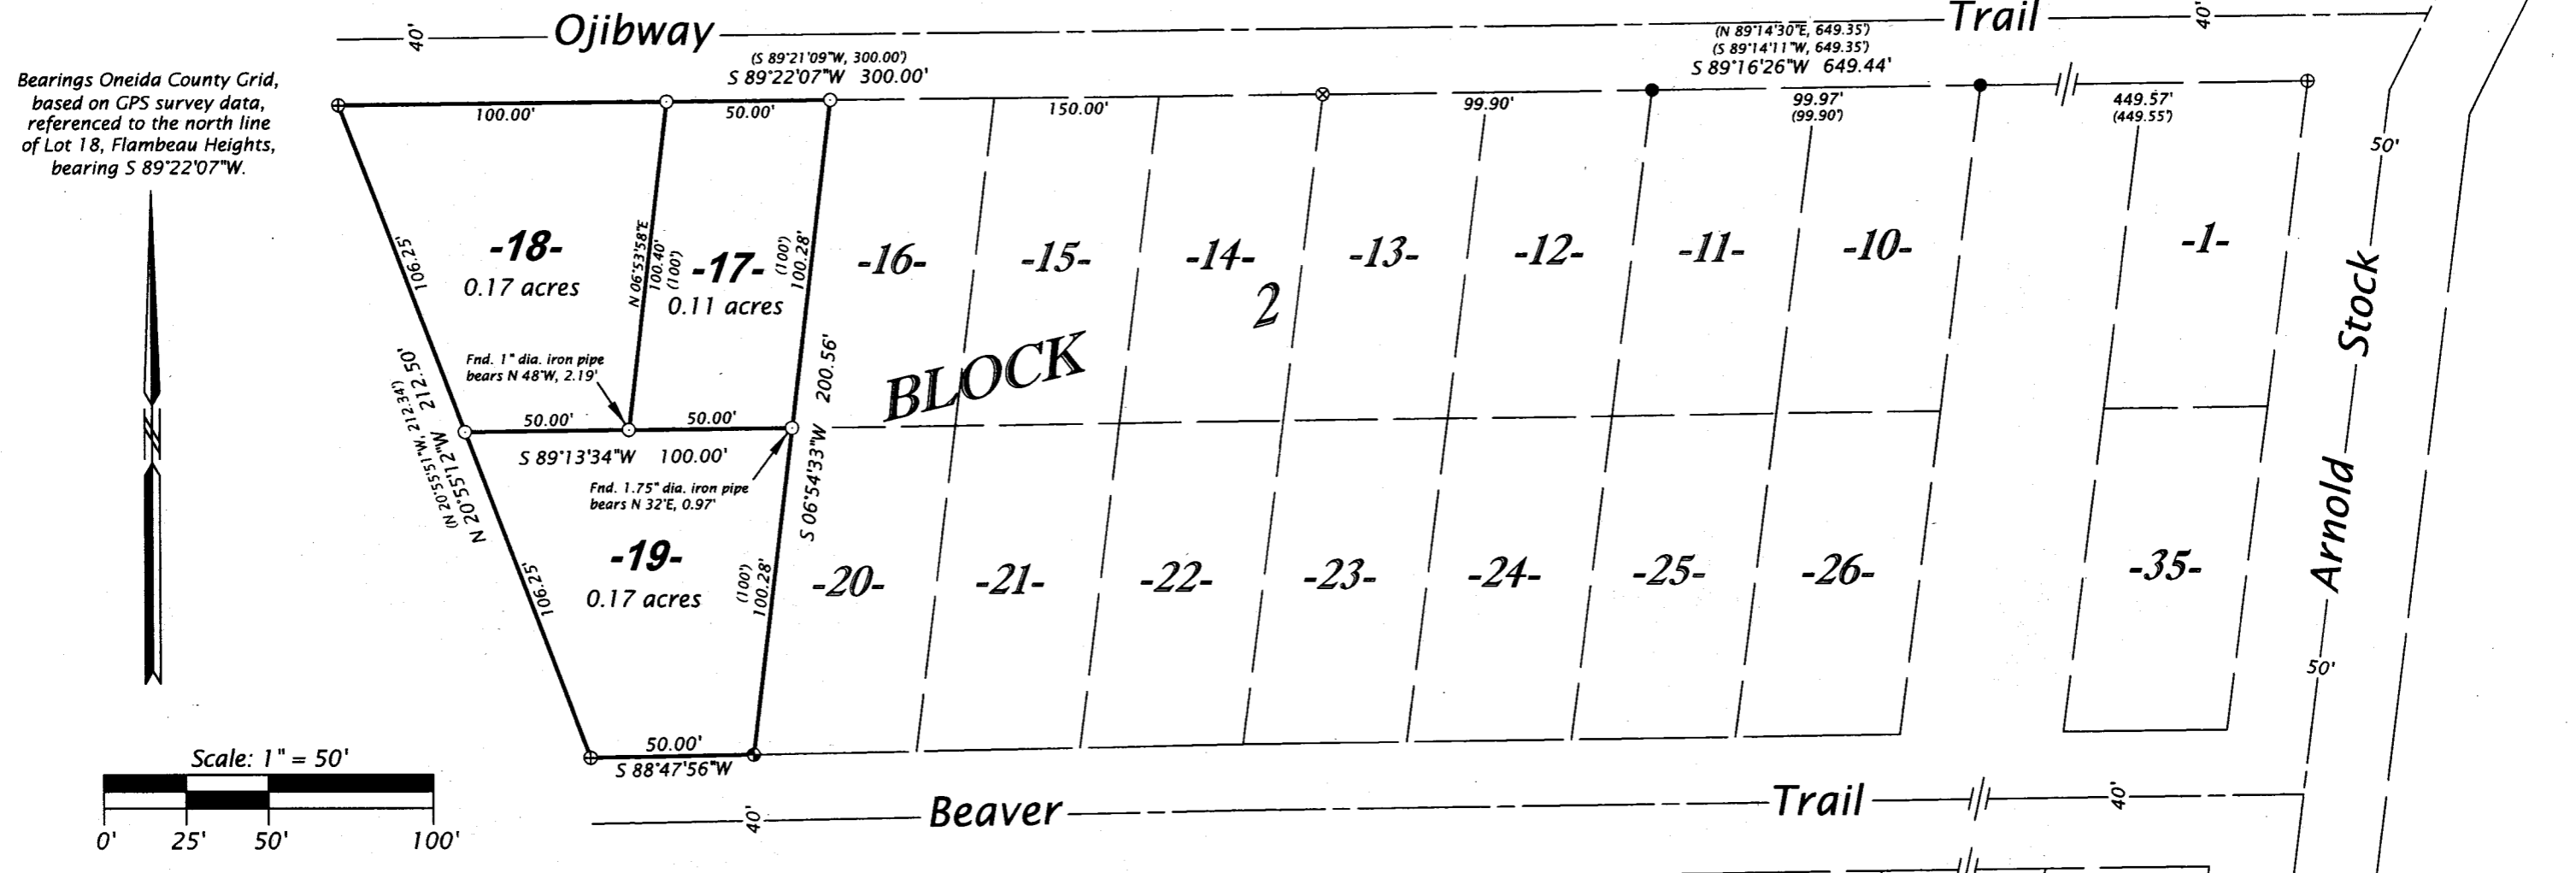 Ojibway Trail
40'
40'
Bearings Oneida County Grid,
based on GPS survey data,
referenced to the north line
of Lot 18, Flambeau Heights,
bearing S 89°22'07"W.
(S 89°21'09"W, 300.00')
S 89°22'07"W 300.00'
(N 89°14'30"E, 649.35')
(S 89°14'11"W, 649.35')
S 89°16'26"W 649.44'
100.00'
50.00'
150.00'
99.90'
99.97'
(99.90')
449.57'
(449.55')
50'
106.25'
-18-
0.17 acres
N 06°53'58"E
100.40'
(100')
-17-
0.11 acres
(100')
100.28'
-16-
-15-
-14-
-13-
-12-
-11-
-10-
-1-
BLOCK 2
Arnold Stock
Fnd. 1" dia. iron pipe
bears N 48°W, 2.19'
50.00'
50.00'
S 89°13'34"W 100.00'
Fnd. 1.75" dia. iron pipe
bears N 32°E, 0.97'
N 20°55'12"W 212.50'
(N 20°55'51"W, 212.34')
S 06°54'33"W 200.56'
106.25'
-19-
0.17 acres
(100')
100.28'
-20-
-21-
-22-
-23-
-24-
-25-
-26-
-35-
50'
50.00'
S 88°47'56"W
Scale: 1" = 50'
0' 25' 50' 100'
40'
Beaver Trail
40'